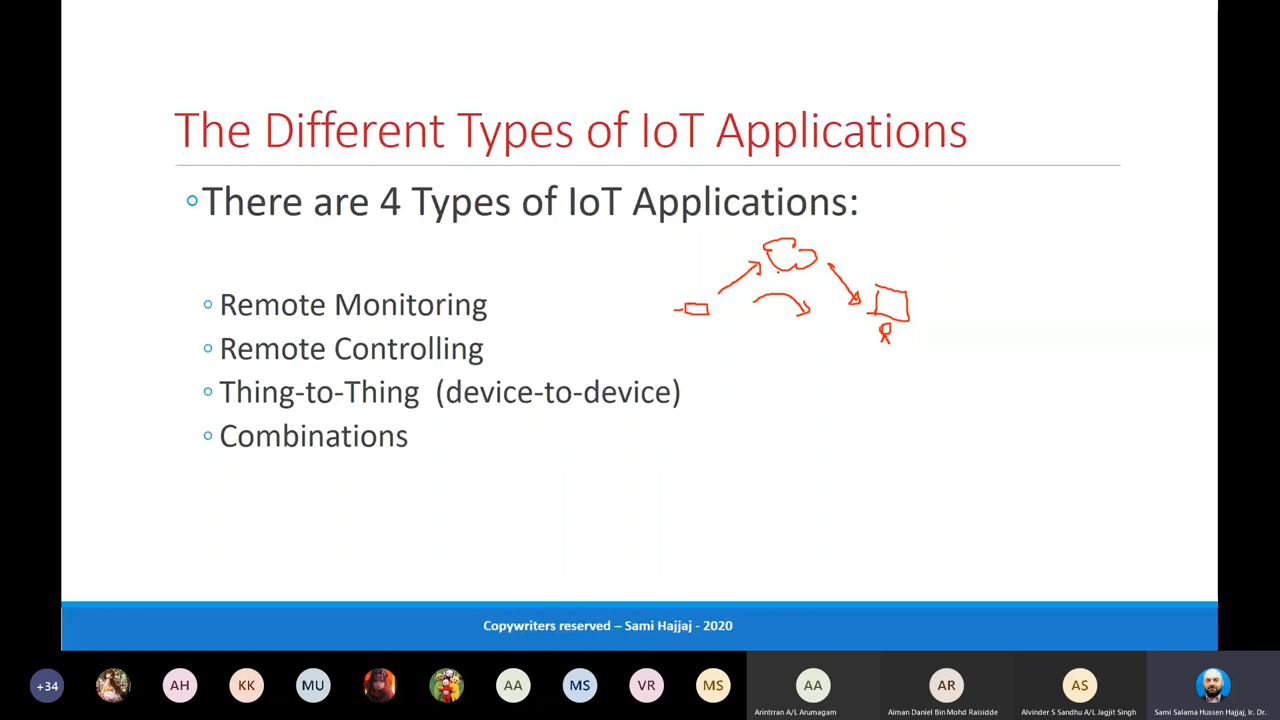 The Different Types of IoT Applications
◦There are 4 Types of IoT Applications:
◦ Remote Monitoring
◦ Remote Controlling
◦ Thing-to-Thing (device-to-device)
◦ Combinations
Copywriters reserved – Sami Hajjaj - 2020
+34 AH KK MU AA MS VR MS AA AR AS
Arintrran A/L Arumagam Aiman Daniel Bin Mohd Raisidde Alvinder S Sandhu A/L Jagjit Singh Sami Salama Hussen Hajjaj, Ir. Dr.